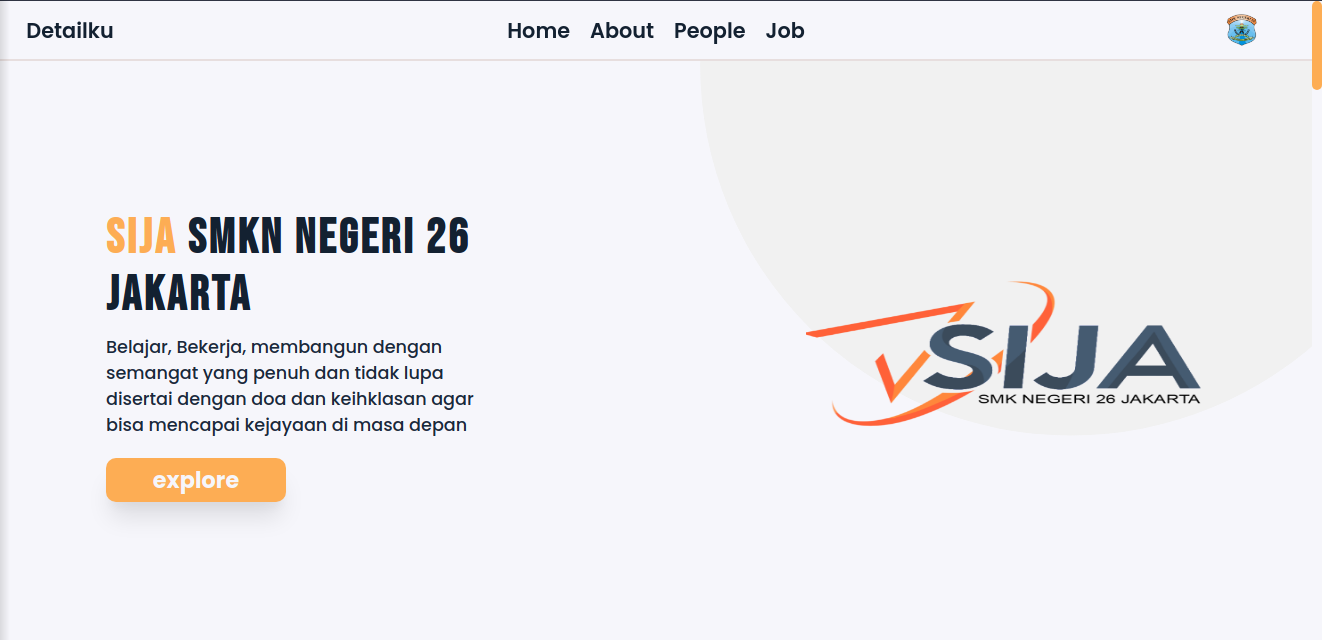 Detailku
Home About People Job
SIJA SMKN NEGERI 26
JAKARTA
Belajar, Bekerja, membangun dengan
semangat yang penuh dan tidak lupa
disertai dengan doa dan keihklasan agar
bisa mencapai kejayaan di masa depan
explore
SIJA
SMK NEGERI 26 JAKARTA